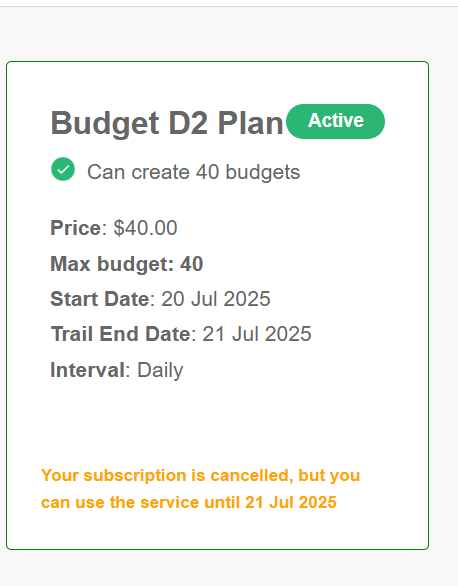 Budget D2 Plan Active
Can create 40 budgets
Price: $40.00
Max budget: 40
Start Date: 20 Jul 2025
Trail End Date: 21 Jul 2025
Interval: Daily
Your subscription is cancelled, but you
can use the service until 21 Jul 2025